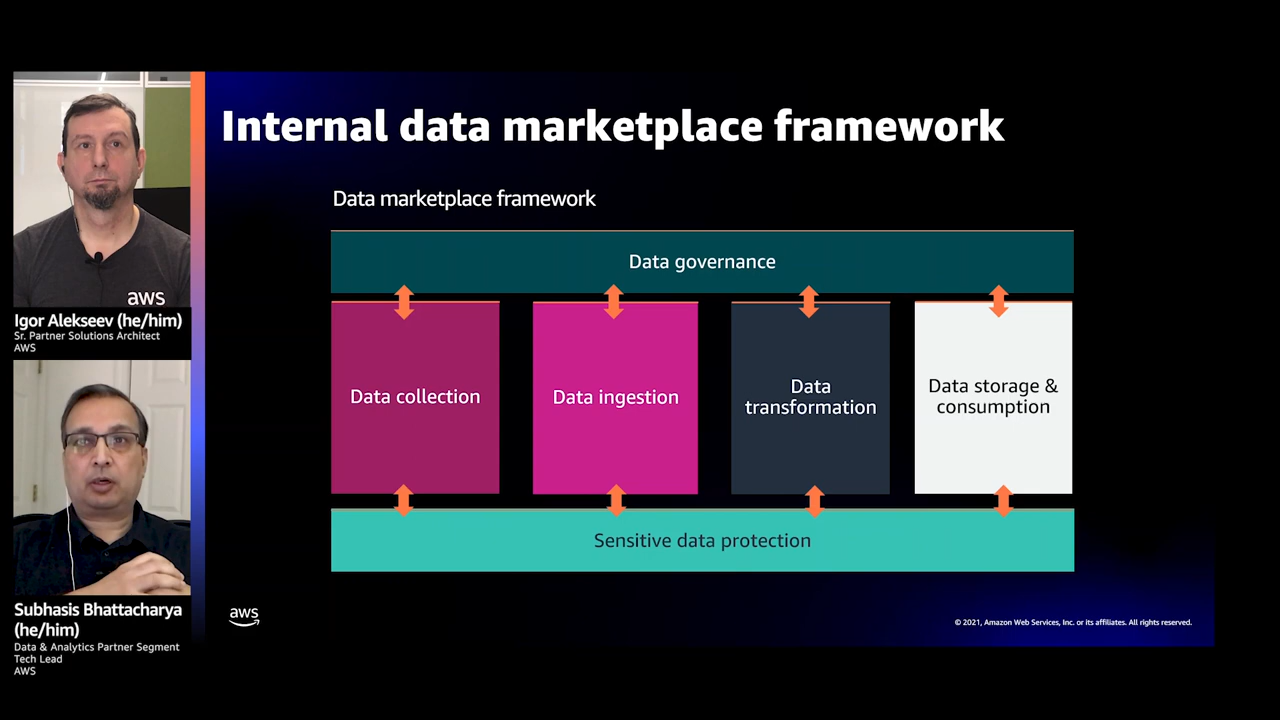 Internal data marketplace framework
Data marketplace framework
Data governance
Data collection
Data ingestion
Data
transformation
Data storage &
consumption
Sensitive data protection
aws
© 2021, Amazon Web Services, Inc. or its affiliates. All rights reserved.
aws
Igor Alekseev (he/him)
Sr. Partner Solutions Architect
AWS
Subhasis Bhattacharya
(he/him)
Data & Analytics Partner Segment
Tech Lead
AWS